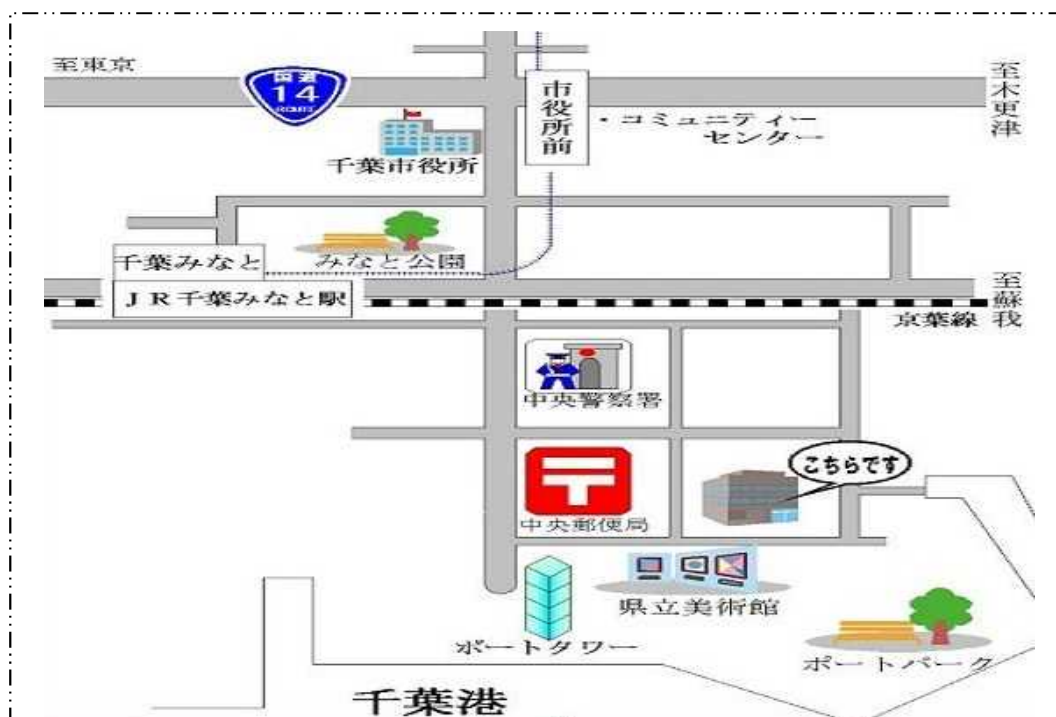 至東京
国道
14
ROUTE
市役所前
至木更津
・コミュニティー
センター
千葉市役所
千葉みなと
みなと公園
JR千葉みなと駅
至蘇我
京葉線
中央警察署
こちらです
中央郵便局
県立美術館
ポートタワー
ポートパーク
千葉港